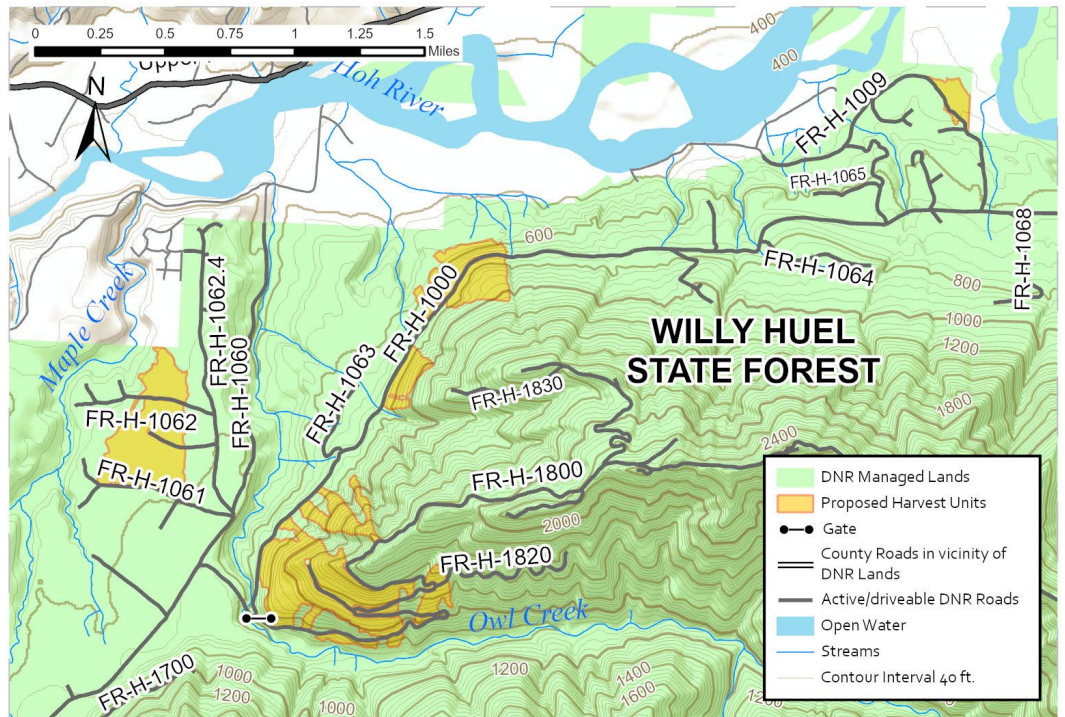 0 0.25 0.5 0.75 1 1.5
Miles
Upper
N
Hoh River
400
400
FR-H-1009
FR-H-1065
FR-H-1068
FR-H-1064
600
800
1000
1200
FR-H-1000
FR-H-1062.4
FR-H-1060
Maple Creek
FR-H-1063
WILLY HUEL
STATE FOREST
FR-H-1830
1800
2400
FR-H-1062
FR-H-1061
FR-H-1800
2000
FR-H-1820
Owl Creek
FR-H-1700
1000
1200
1000
1200
1400
1600
DNR Managed Lands
Proposed Harvest Units
Gate
County Roads in vicinity of
DNR Lands
Active/driveable DNR Roads
Open Water
Streams
Contour Interval 40 ft.